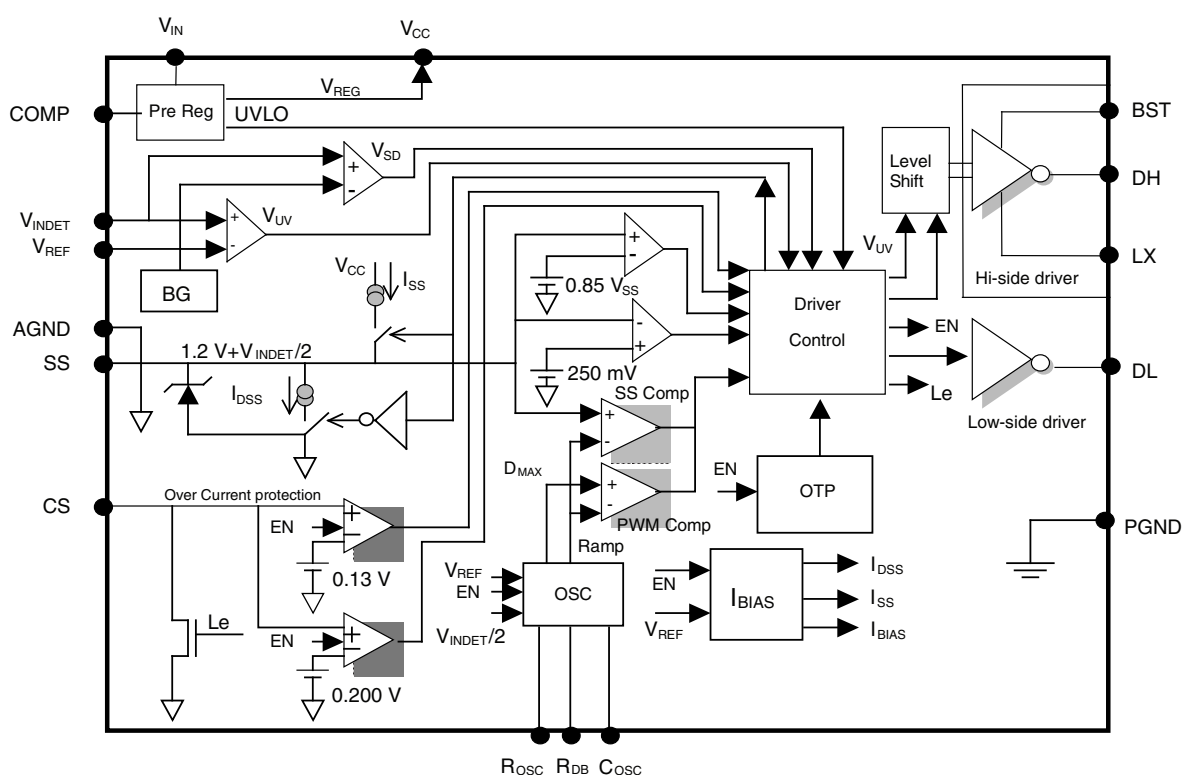 VIN
VCC
COMP
Pre Reg
VREG
UVLO
BST
VSD
Level
Shift
DH
VINDET
VREF
VUV
VUV
LX
BG
VCC
ISS
0.85 VSS
Driver
Control
Hi-side driver
AGND
EN
SS
1.2 V+VINDET/2
250 mV
DL
IDSS
SS Comp
Le
Low-side driver
DMAX
EN
OTP
CS
Over Current protection
EN
PWM Comp
PGND
Ramp
0.13 V
VREF
EN
OSC
VINDET/2
EN
VREF
IBIAS
IDSS
ISS
IBIAS
Le
EN
0.200 V
ROSC
RDB
COSC
+
-
+
-
+
-
-
+
+
-
+
-
+
−
+
−